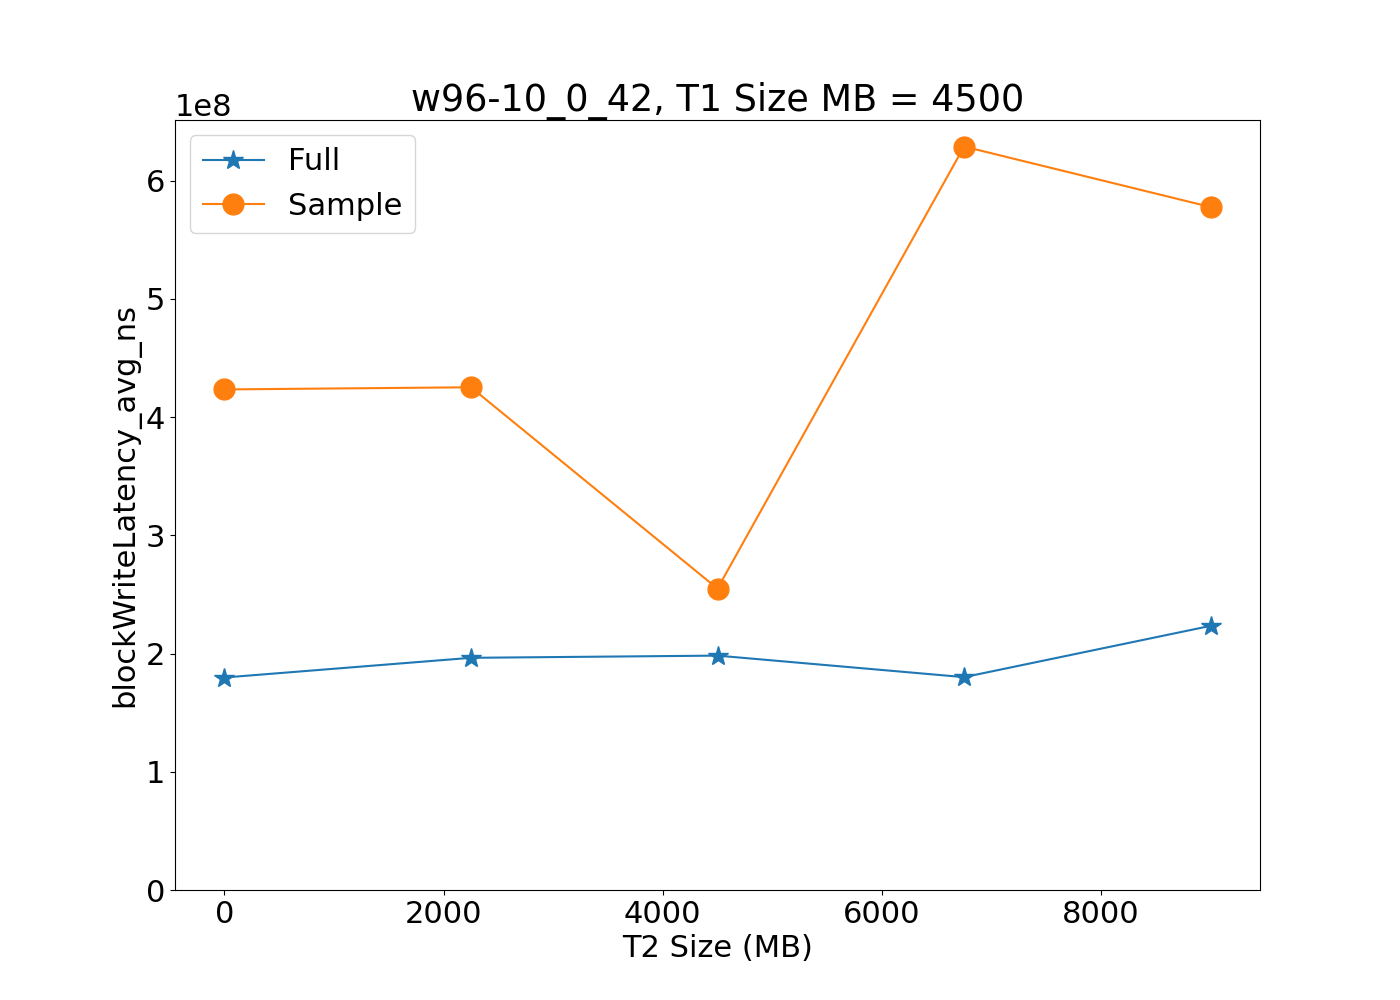 w96-10_0_42, T1 Size MB = 4500
1e8
Full
Sample
6
5
4
3
2
1
0
blockWriteLatency_avg_ns
0 2000 4000 6000 8000
T2 Size (MB)